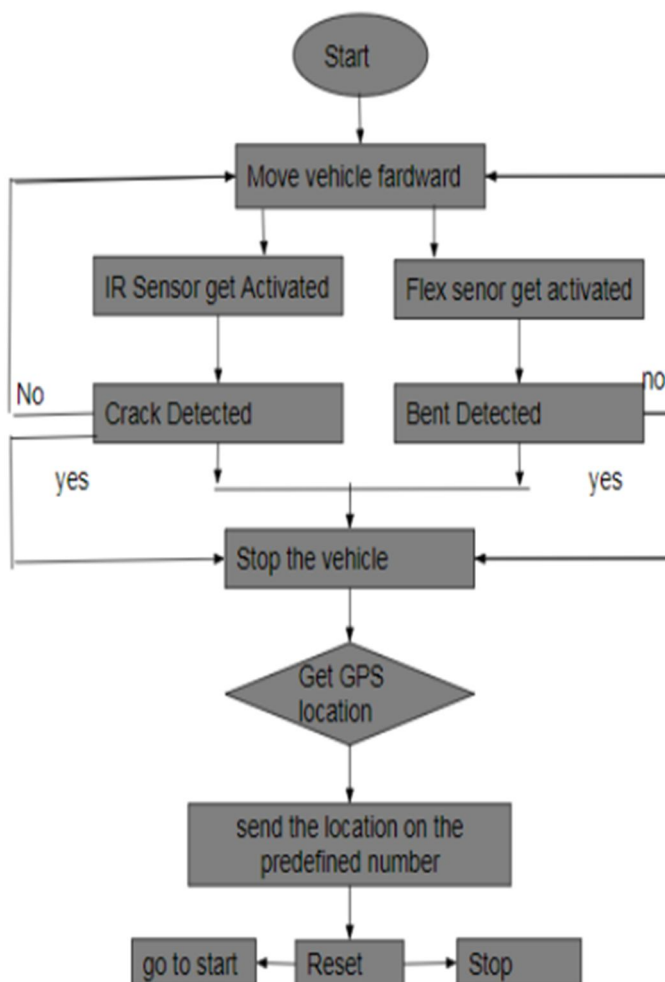 Start
Move vehicle fardward
IR Sensor get Activated
Flex senor get activated
No
Crack Detected
Bent Detected
no
yes
yes
Stop the vehicle
Get GPS
location
send the location on the
predefined number
go to start
Reset
Stop